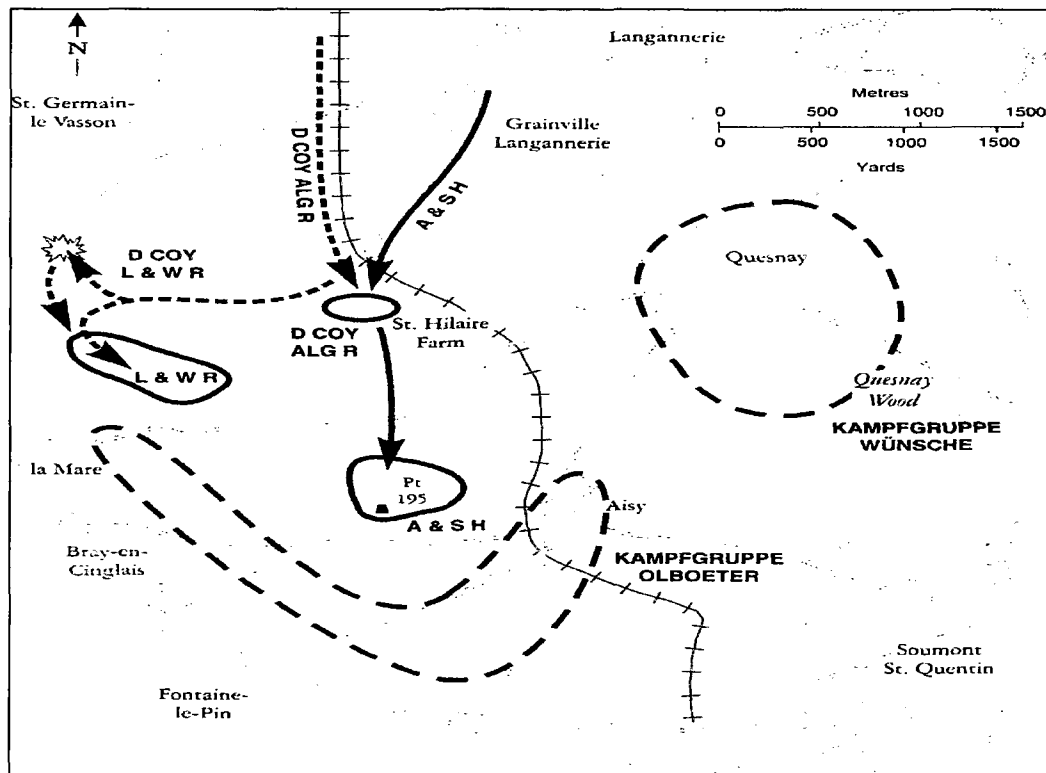 N
Langannerie
Metres
0 500 1000 1500
0 500 1000 1500
Yards
St. Germain-
le Vasson
Grainville
Langannerie
D COY ALG R
A & SH
D COY
L & W R
Quesnay
D COY
ALG R
St. Hilaire
Farm
L & W R
Quesnay
Wood
KAMPFGRUPPE
WÜNSCHE
la Mare
Pt
195
A & S H
Aisy
Bray-en-
Cinglais
KAMPFGRUPPE
OLBOETER
Soumont
St. Quentin
Fontaine-
le-Pin